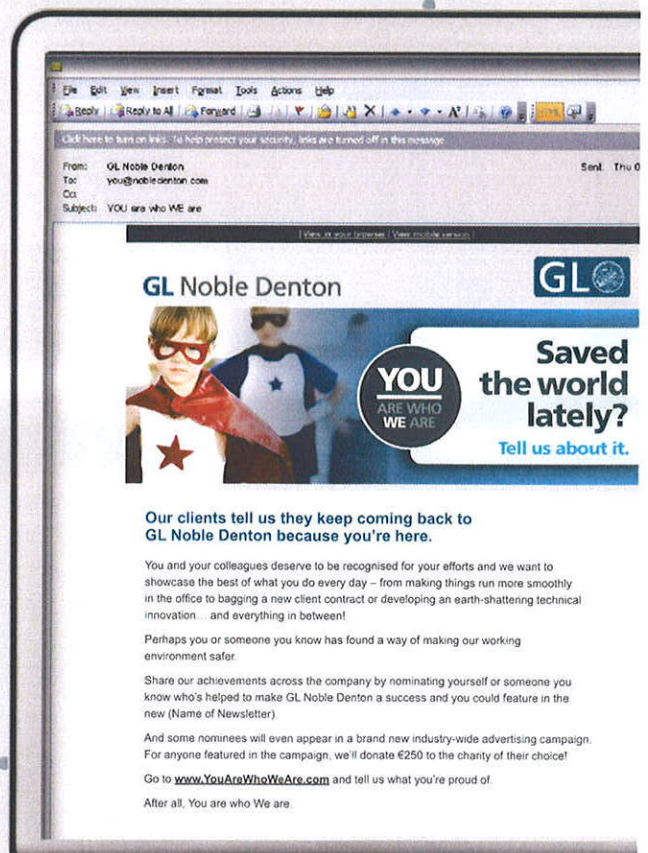 File Edit View Insert Format Tools Actions Help
Reply Reply to All Forward
Click here to turn on links. To help protect your security, links are turned off in this message.
From: GL Noble Denton
Sent: Thu 0
To: you@nobledenton.com
Cc:
Subject: VOU are who WE are
| View in your browser | View mobile version |
GL Noble Denton
GL
YOU
ARE WHO
WE ARE
Saved
the world
lately?
Tell us about it.
Our clients tell us they keep coming back to
GL Noble Denton because you're here.
You and your colleagues deserve to be recognised for your efforts and we want to
showcase the best of what you do every day – from making things run more smoothly
in the office to bagging a new client contract or developing an earth-shattering technical
innovation... and everything in between!
Perhaps you or someone you know has found a way of making our working
environment safer.
Share our achievements across the company by nominating yourself or someone you
know who's helped to make GL Noble Denton a success and you could feature in the
new (Name of Newsletter)
And some nominees will even appear in a brand new industry-wide advertising campaign.
For anyone featured in the campaign, we'll donate €250 to the charity of their choice!
Go to www.YouAreWhoWeAre.com and tell us what you're proud of.
After all, You are who We are.
HTML